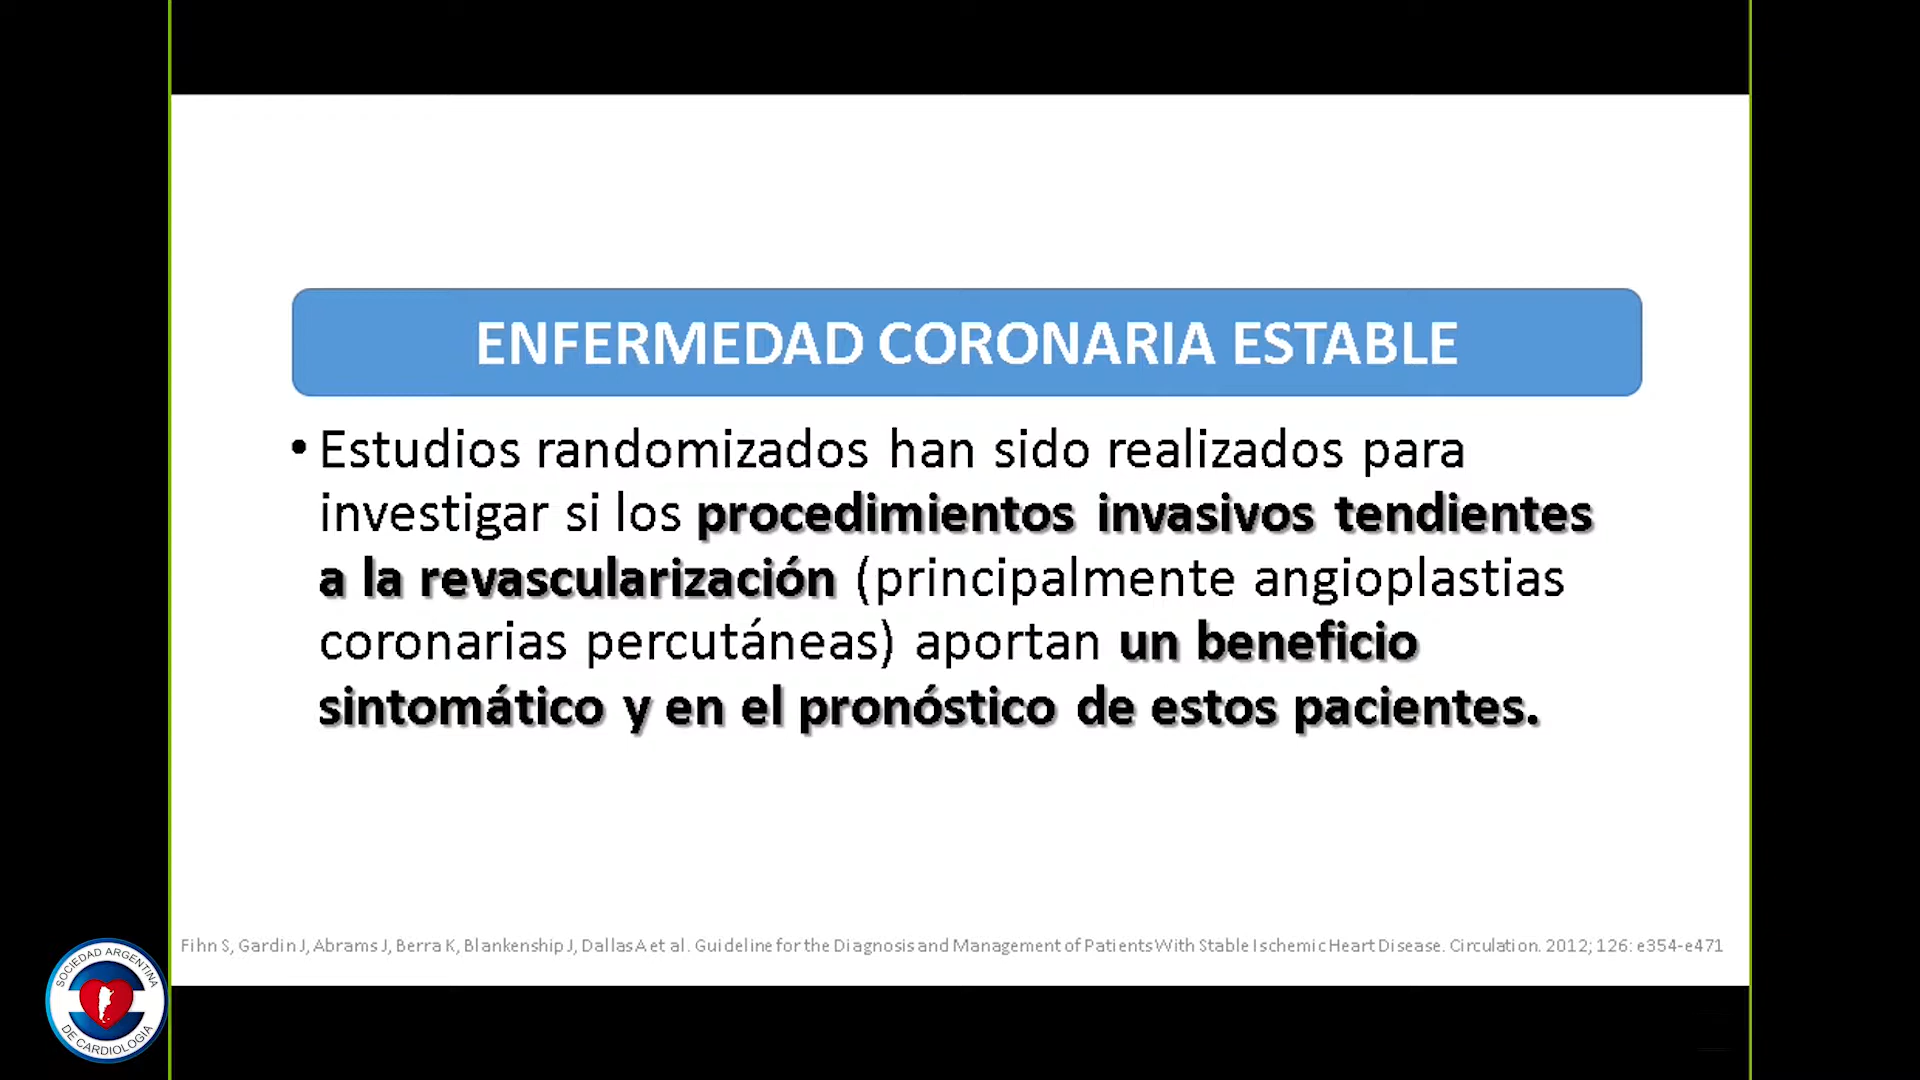 ENFERMEDAD CORONARIA ESTABLE
• Estudios randomizados han sido realizados para
investigar si los procedimientos invasivos tendientes
a la revascularización (principalmente angioplastias
coronarias percutáneas) aportan un beneficio
sintomático y en el pronóstico de estos pacientes.
Fihn S, Gardin J, Abrams J, Berra K, Blankenship J, Dallas A et al. Guideline for the Diagnosis and Management of Patients With Stable Ischemic Heart Disease. Circulation. 2012; 126: e354-e471
SOCIEDAD ARGENTINA
DE CARDIOLOGIA